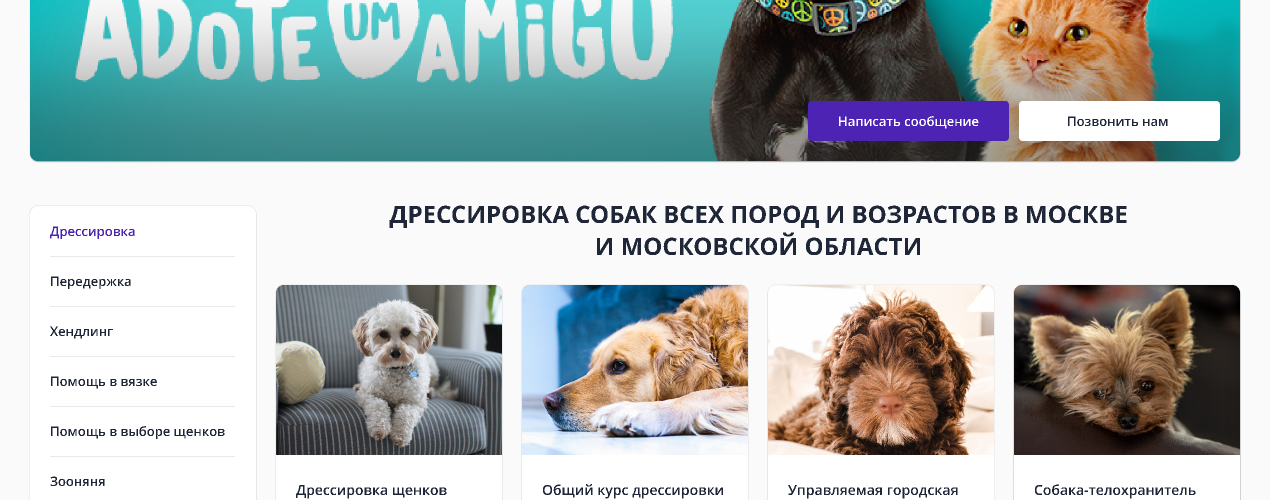 ADOTE UM AMIGO
Написать сообщение
Позвонить нам
ДРЕССИРОВКА СОБАК ВСЕХ ПОРОД И ВОЗРАСТОВ В МОСКВЕ
И МОСКОВСКОЙ ОБЛАСТИ
Дрессировка
Передержка
Хендлинг
Помощь в вязке
Помощь в выборе щенков
Зооняня
Дрессировка щенков
Общий курс дрессировки
Управляемая городская
Собака-телохранитель